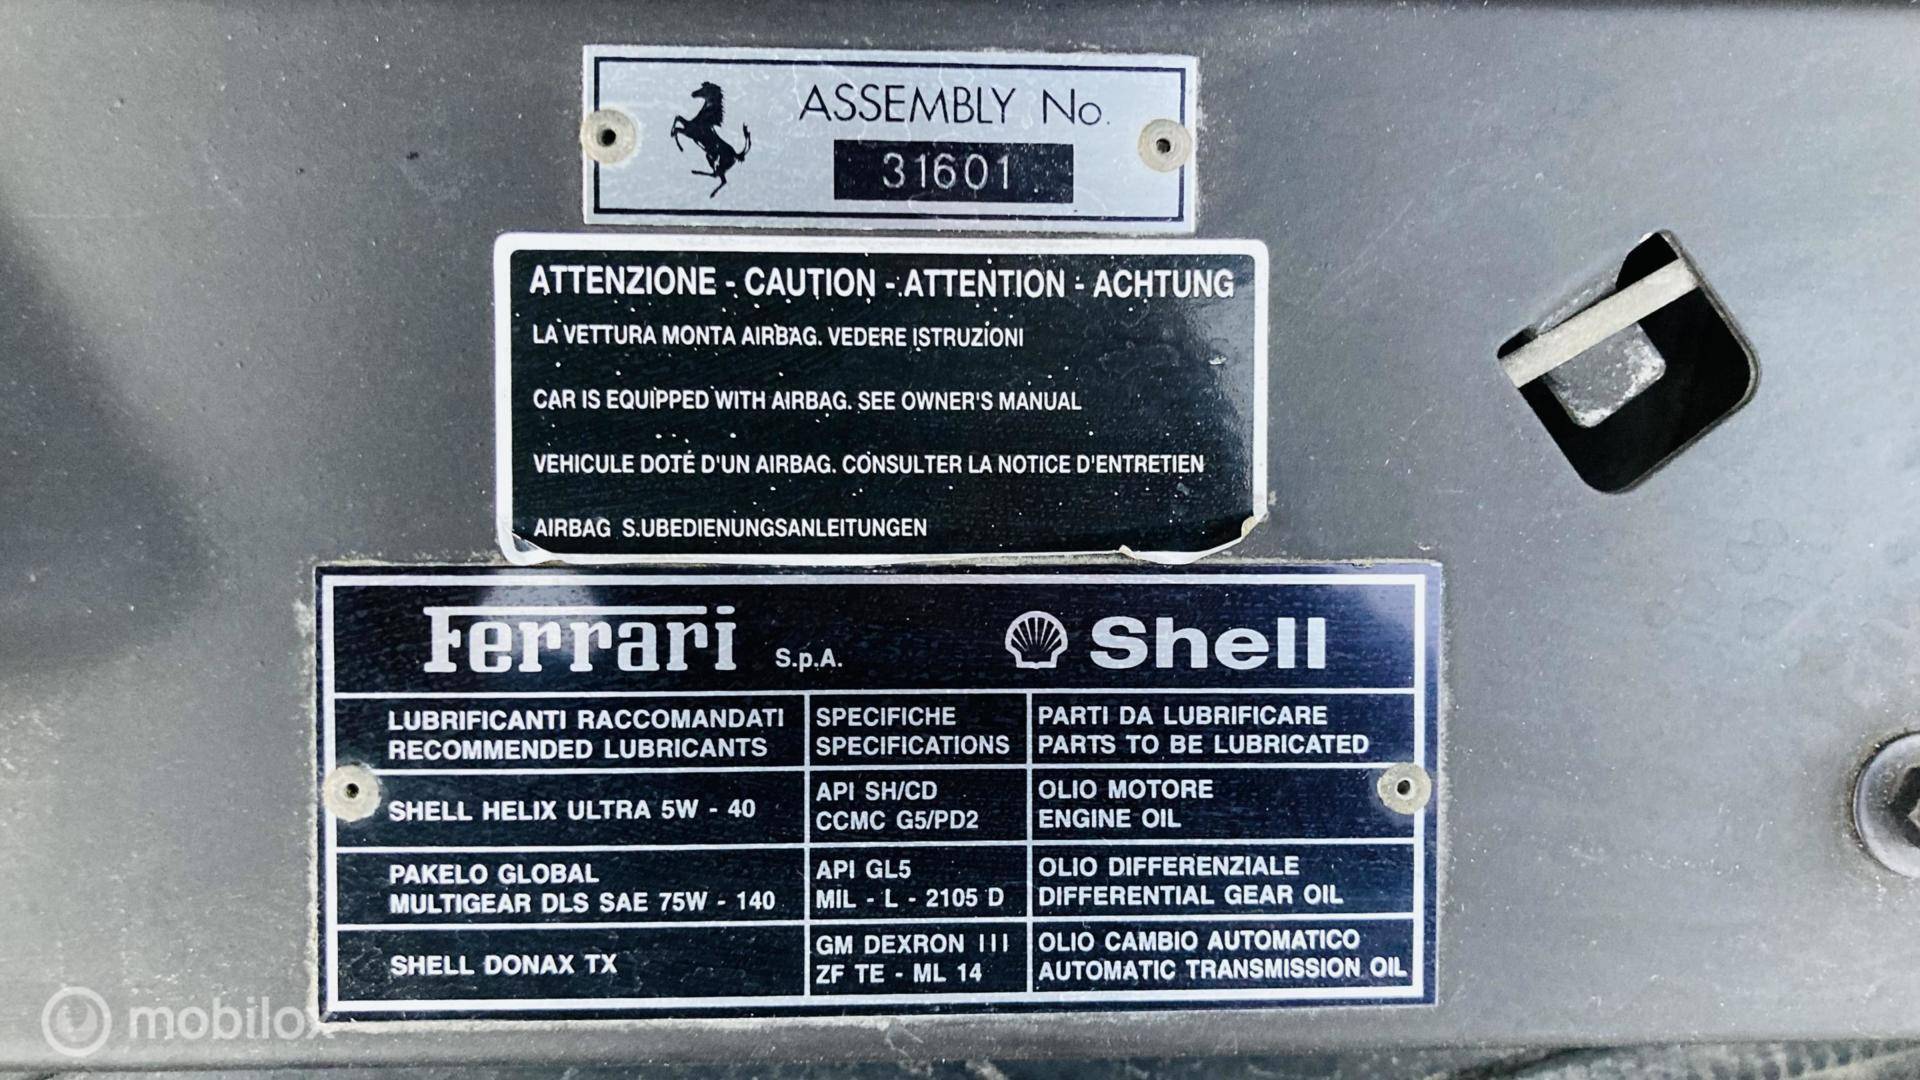 ASSEMBLY No.
31601
ATTENZIONE - CAUTION - ATTENTION - ACHTUNG
LA VETTURA MONTA AIRBAG. VEDERE ISTRUZIONI
CAR IS EQUIPPED WITH AIRBAG. SEE OWNER'S MANUAL
VEHICULE DOTÉ D'UN AIRBAG. CONSULTER LA NOTICE D'ENTRETIEN
AIRBAG S.UBEDIENUNGSANLEITUNGEN
Ferrari S.p.A. Shell
LUBRIFICANTI RACCOMANDATI
RECOMMENDED LUBRICANTS
SPECIFICHE
SPECIFICATIONS
PARTI DA LUBRIFICARE
PARTS TO BE LUBRICATED
SHELL HELIX ULTRA 5W - 40
API SH/CD
CCMC G5/PD2
OLIO MOTORE
ENGINE OIL
PAKELO GLOBAL
MULTIGEAR DLS SAE 75W - 140
API GL5
MIL - L - 2105 D
OLIO DIFFERENZIALE
DIFFERENTIAL GEAR OIL
SHELL DONAX TX
GM DEXRON III
ZF TE - ML 14
OLIO CAMBIO AUTOMATICO
AUTOMATIC TRANSMISSION OIL
mobilox